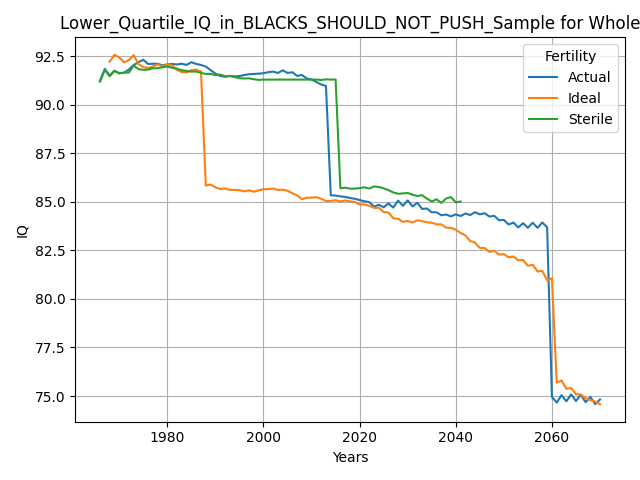 Lower_Quartile_IQ_in_BLACKS_SHOULD_NOT_PUSH_Sample for Whole
92.5
90.0
87.5
85.0
82.5
80.0
77.5
75.0
IQ
Fertility
Actual
Ideal
Sterile
1980 2000 2020 2040 2060
Years